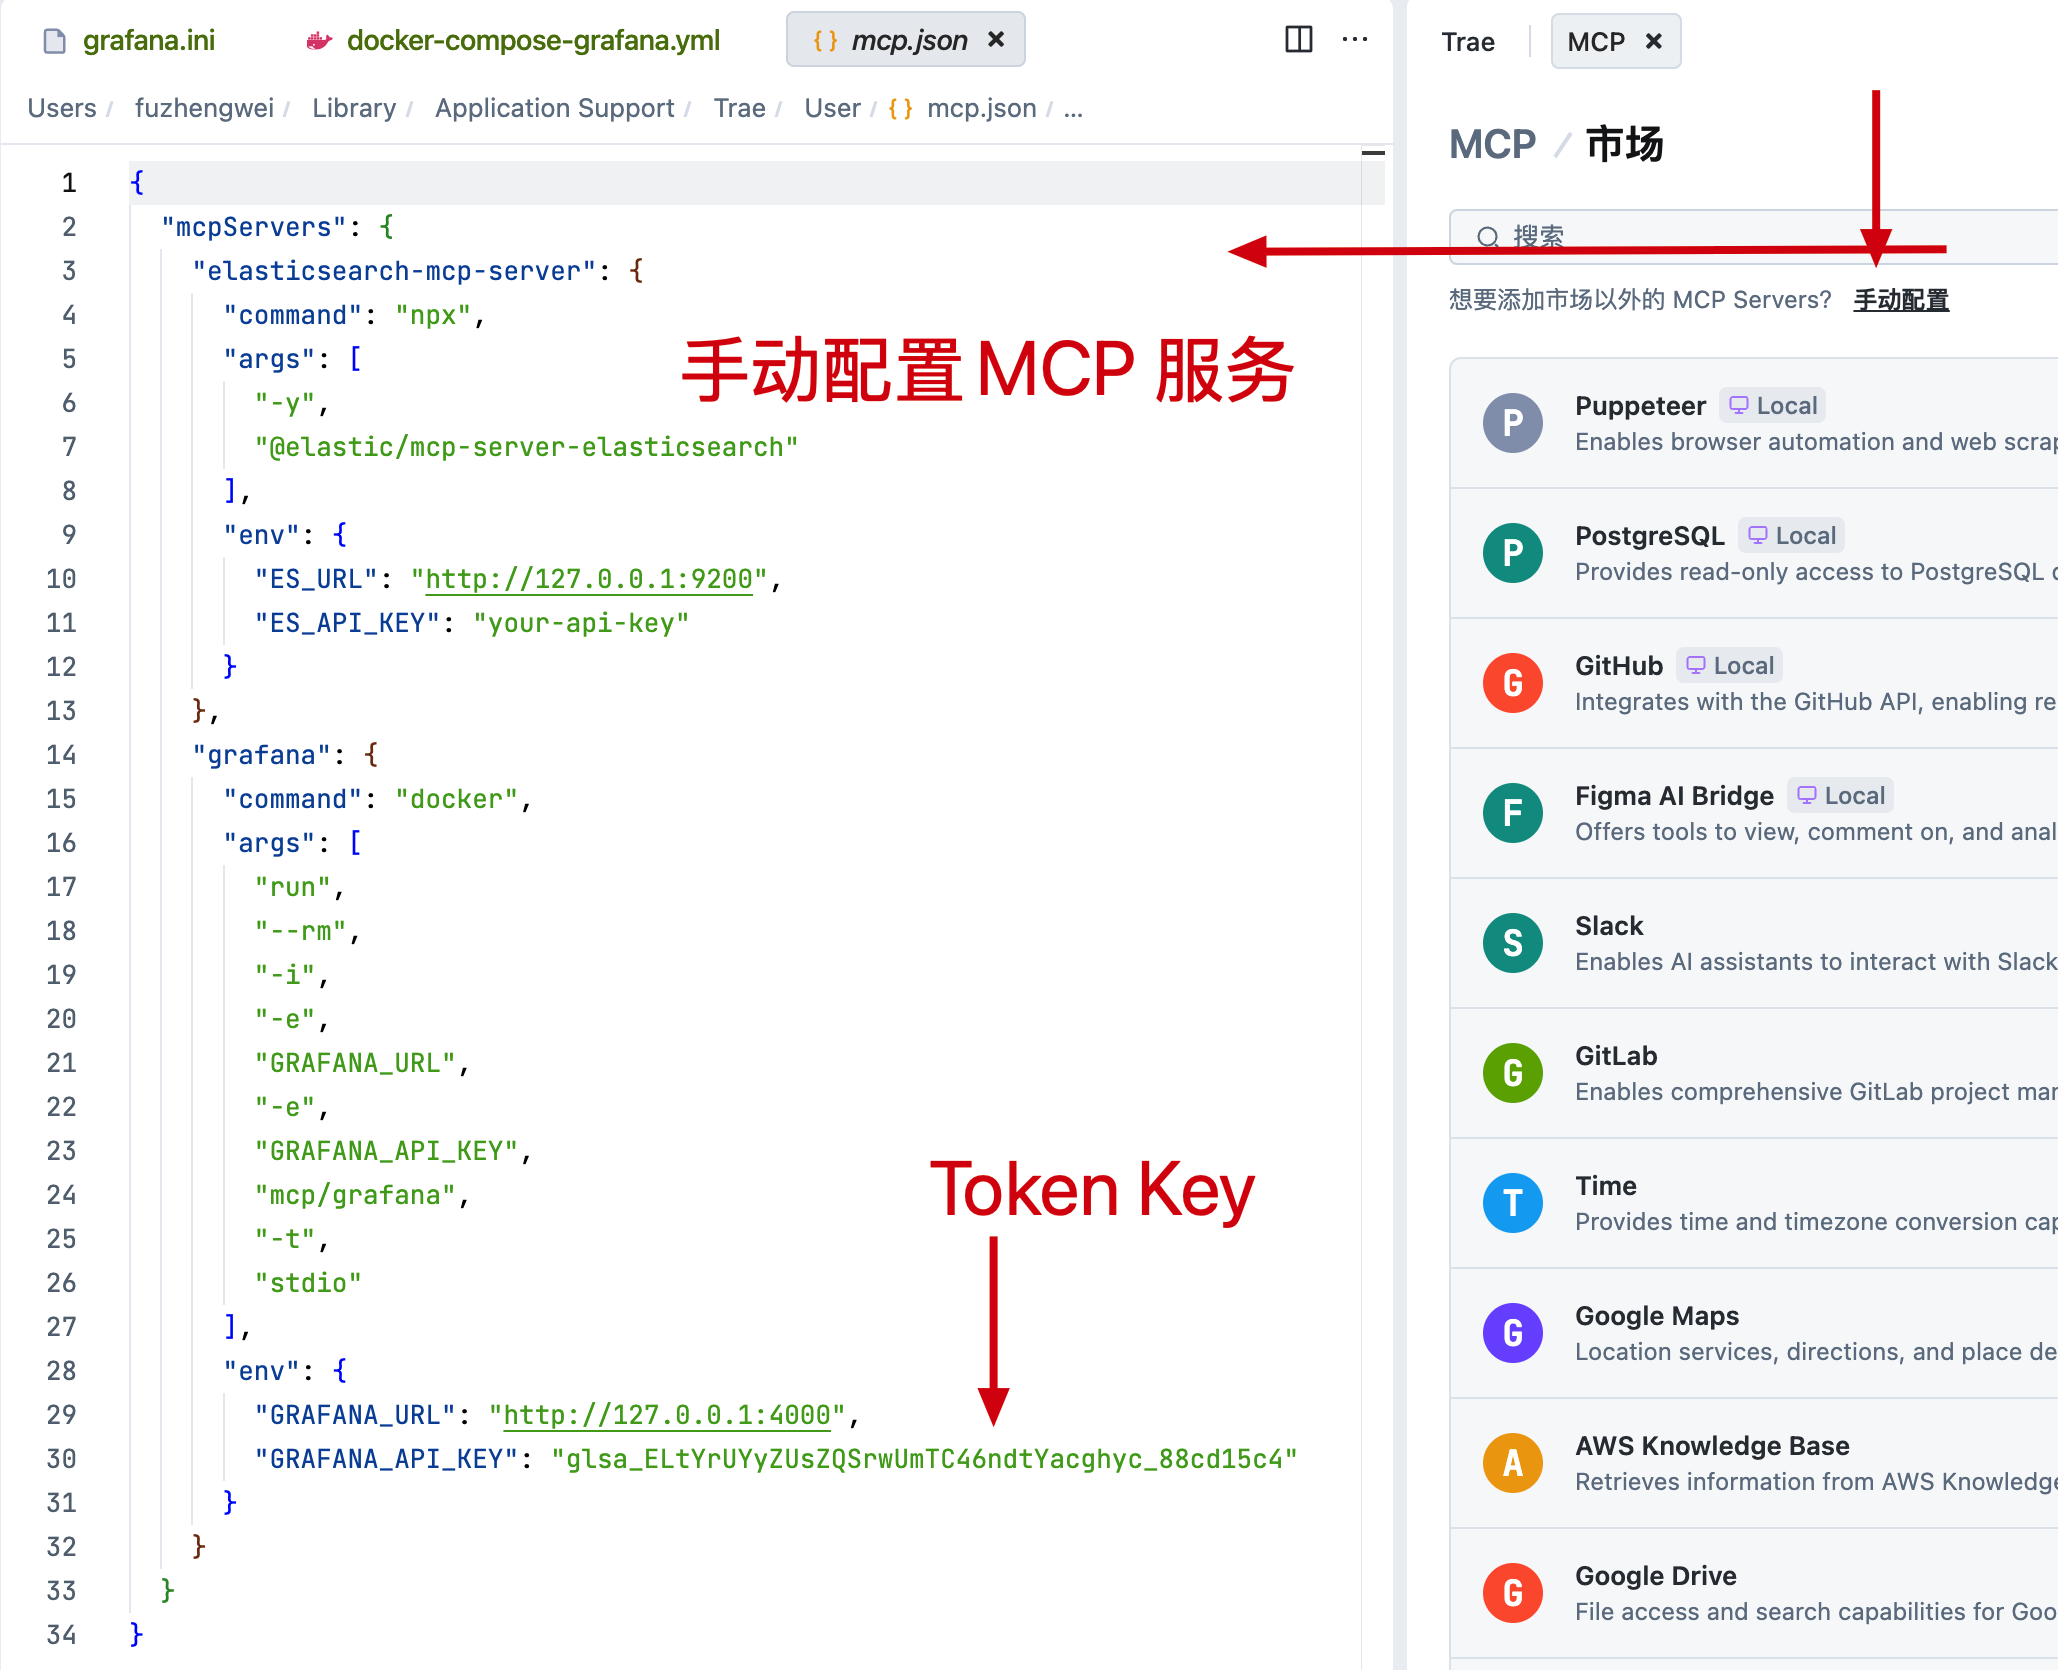 grafana.ini
docker-compose-grafana.yml
{ } mcp.json ×
...
Users / fuzhengwei / Library / Application Support / Trae / User / { } mcp.json / ...
1 {
2 "mcpServers": {
3 "elasticsearch-mcp-server": {
4 "command": "npx",
5 "args": [
6 "-y",
7 "@elastic/mcp-server-elasticsearch"
8 ],
9 "env": {
10 "ES_URL": "http://127.0.0.1:9200",
11 "ES_API_KEY": "your-api-key"
12 }
13 },
14 "grafana": {
15 "command": "docker",
16 "args": [
17 "run",
18 "--rm",
19 "-i",
20 "-e",
21 "GRAFANA_URL",
22 "-e",
23 "GRAFANA_API_KEY",
24 "mcp/grafana",
25 "-t",
26 "stdio"
27 ],
28 "env": {
29 "GRAFANA_URL": "http://127.0.0.1:4000",
30 "GRAFANA_API_KEY": "glsa_ELtYrUYyZUsZQSrwUmTC46ndtYacghyc_88cd15c4"
31 }
32 }
33 }
34 }
手动配置 MCP 服务
Token Key
Trae
MCP ×
MCP / 市场
搜索
想要添加市场以外的 MCP Servers? 手动配置
P
Puppeteer Local
Enables browser automation and web scrap
P
PostgreSQL Local
Provides read-only access to PostgreSQL
G
GitHub Local
Integrates with the GitHub API, enabling re
F
Figma AI Bridge Local
Offers tools to view, comment on, and anal
S
Slack
Enables AI assistants to interact with Slack
G
GitLab
Enables comprehensive GitLab project mar
T
Time
Provides time and timezone conversion cap
G
Google Maps
Location services, directions, and place de
A
AWS Knowledge Base
Retrieves information from AWS Knowledge
G
Google Drive
File access and search capabilities for Goo